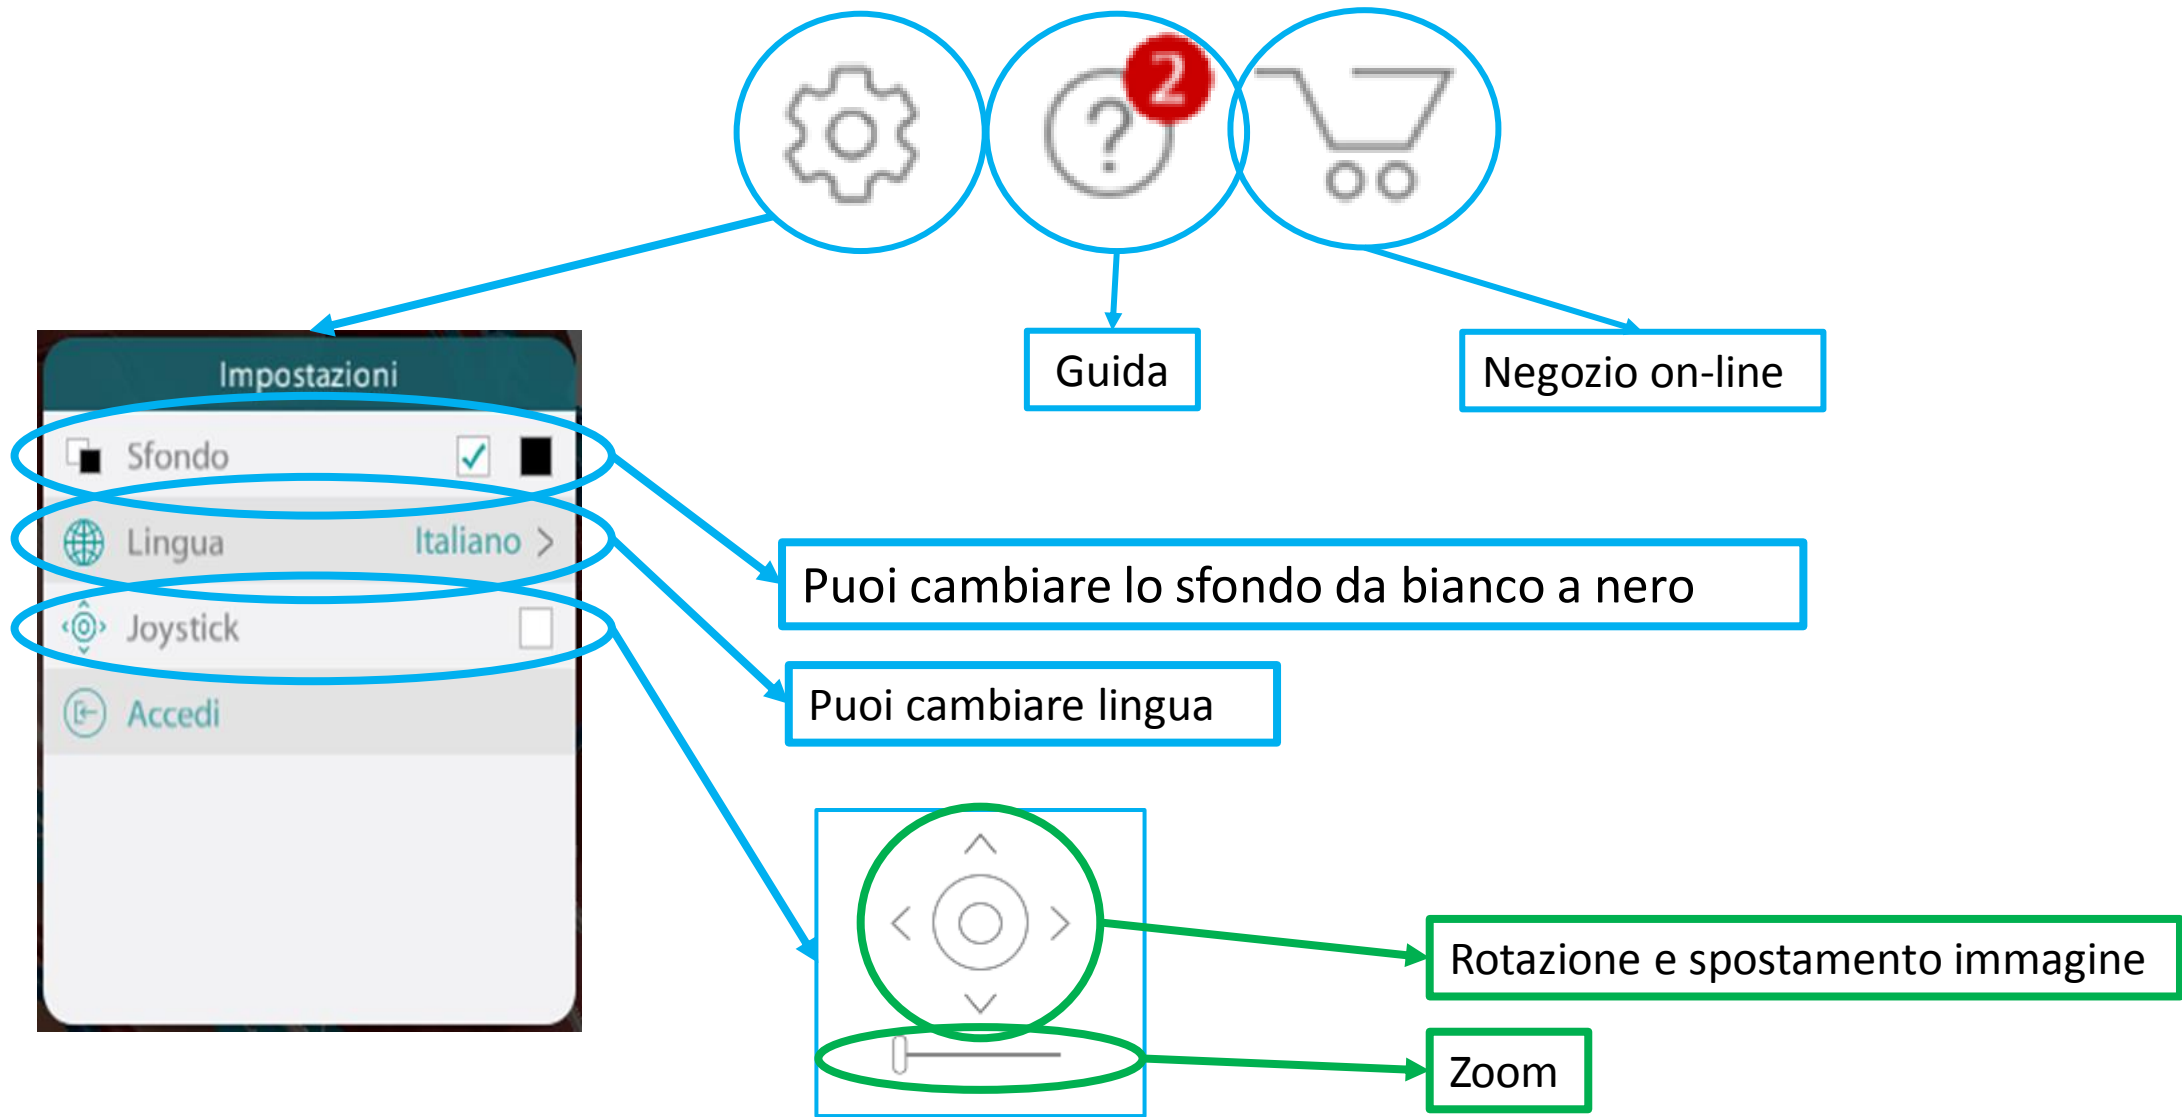 2
?
Guida
Negozio on-line
Impostazioni
Sfondo
Lingua Italiano >
Joystick
Accedi
Puoi cambiare lo sfondo da bianco a nero
Puoi cambiare lingua
Rotazione e spostamento immagine
Zoom